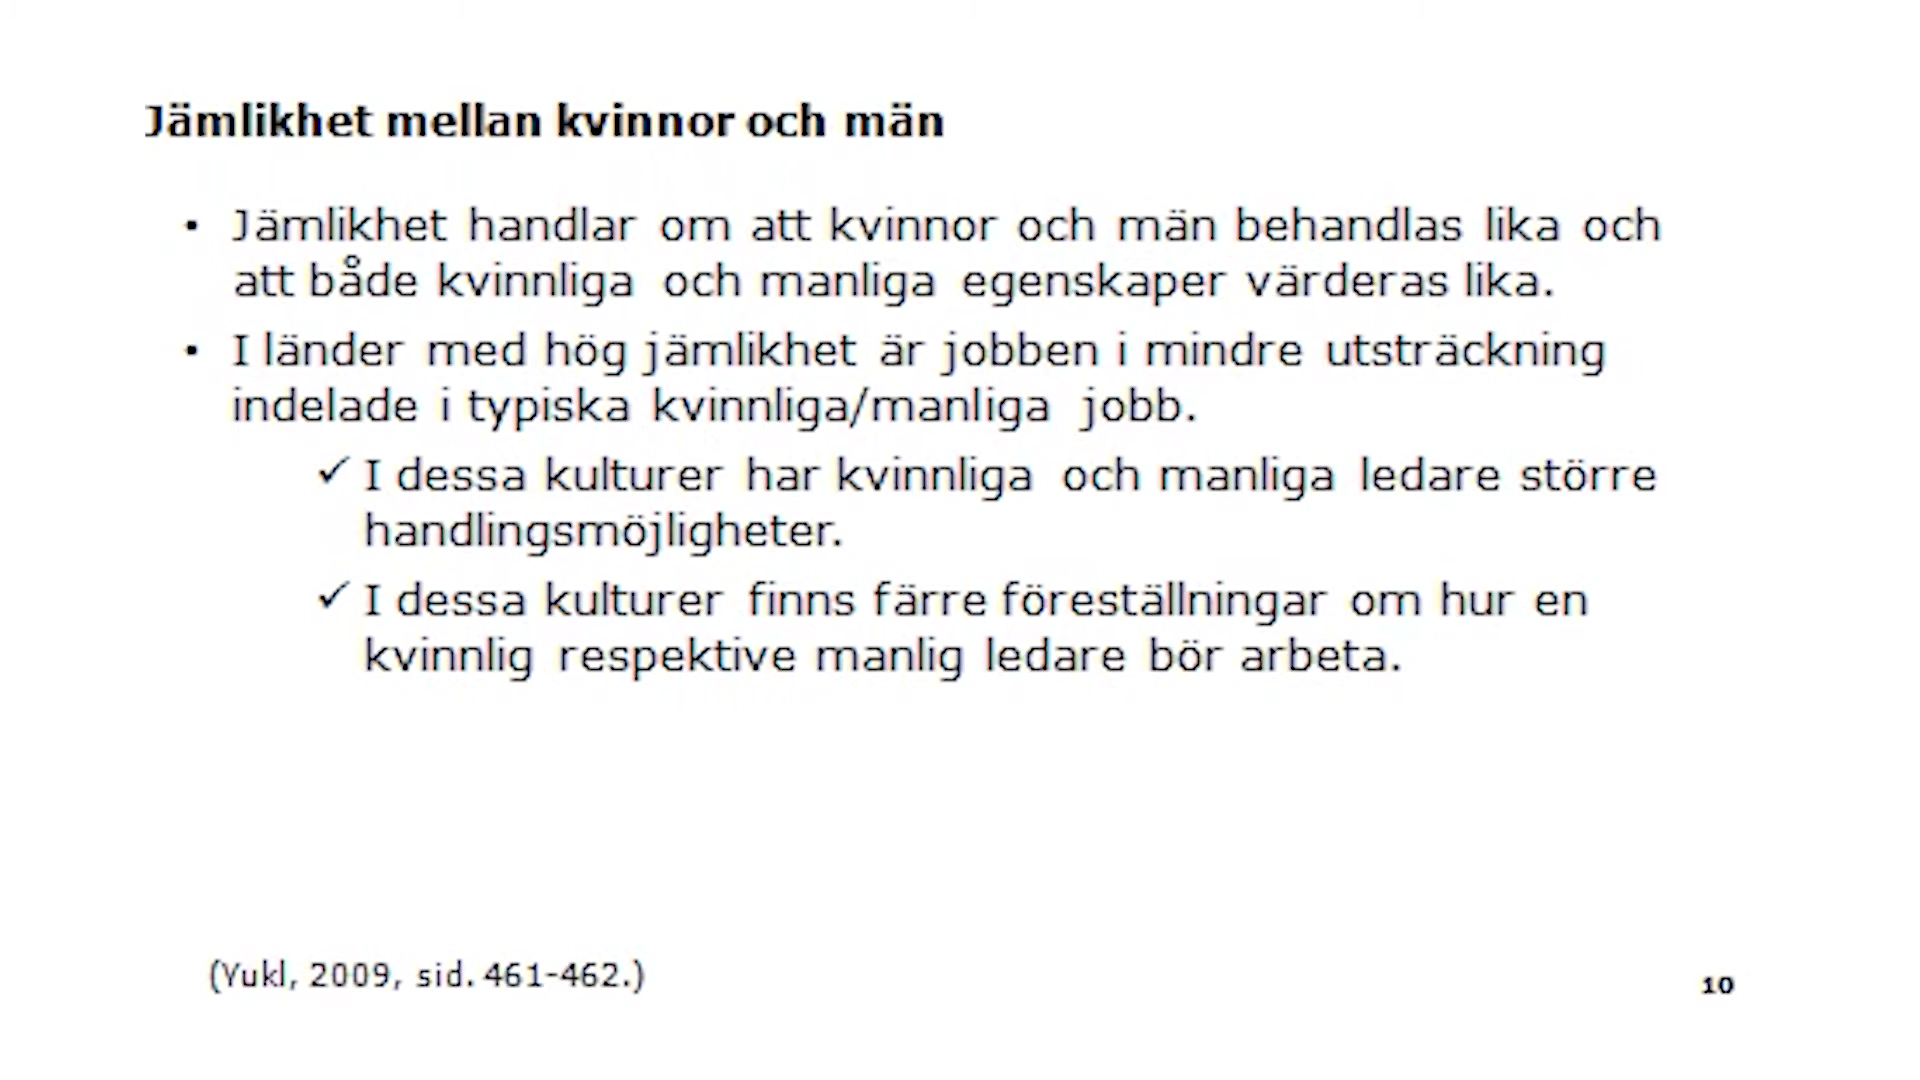 Jämlikhet mellan kvinnor och män
• Jämlikhet handlar om att kvinnor och män behandlas lika och
att både kvinnliga och manliga egenskaper värderas lika.
• I länder med hög jämlikhet är jobben i mindre utsträckning
indelade i typiska kvinnliga/manliga jobb.
✓ I dessa kulturer har kvinnliga och manliga ledare större
handlingsmöjligheter.
✓ I dessa kulturer finns färre föreställningar om hur en
kvinnlig respektive manlig ledare bör arbeta.
(Yukl, 2009, sid. 461-462.)
10